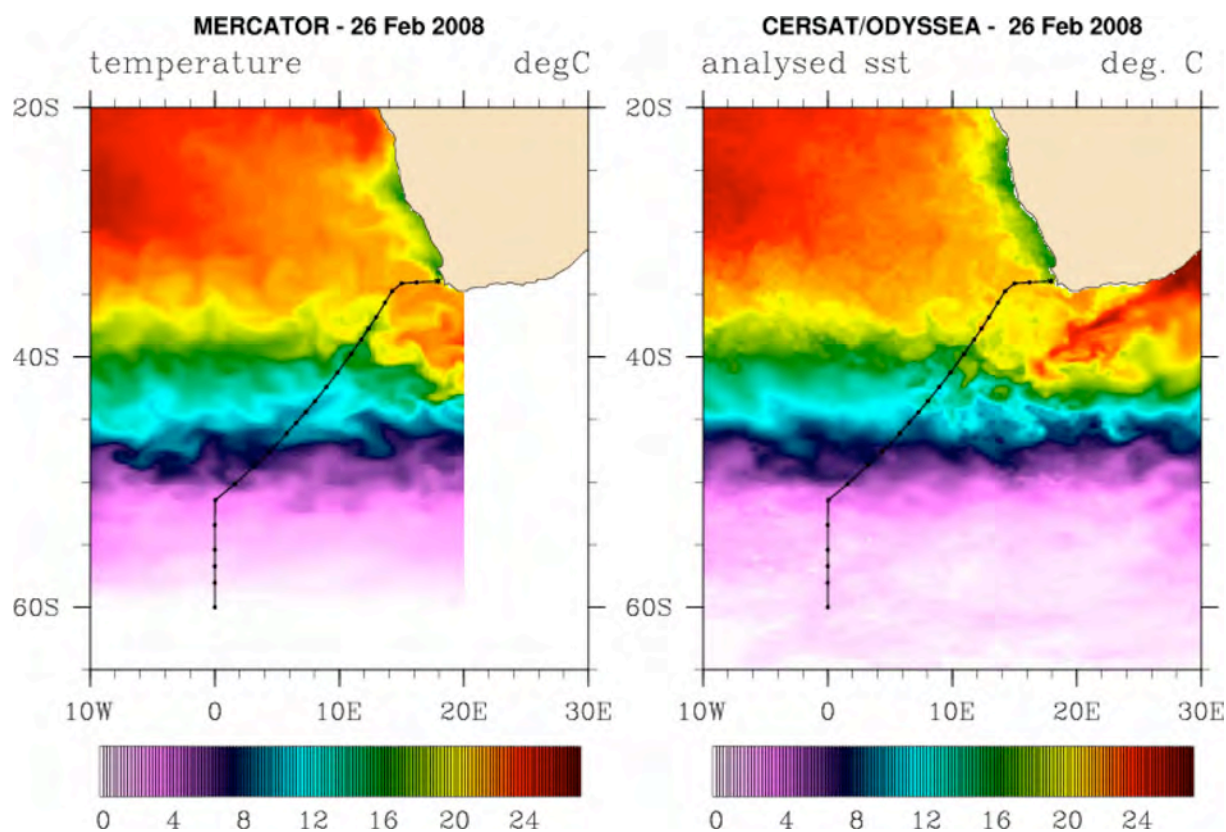 MERCATOR - 26 Feb 2008
temperature degC
20S
40S
60S
10W 0 10E 20E 30E
0 4 8 12 16 20 24
CERSAT/ODYSSEA - 26 Feb 2008
analysed sst deg. C
20S
40S
60S
10W 0 10E 20E 30E
0 4 8 12 16 20 24